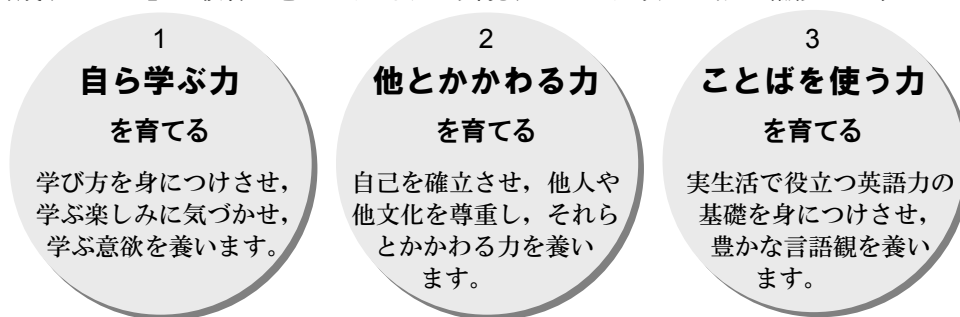 1
自ら学ぶ力
を育てる
学び方を身につけさせ，
学ぶ楽しみに気づかせ，
学ぶ意欲を養います。
2
他とかかわる力
を育てる
自己を確立させ，他人や
他文化を尊重し，それら
とかかわる力を養い
ます。
3
ことばを使う力
を育てる
実生活で役立つ英語力の
基礎を身につけさせ，
豊かな言語観を養い
ます。